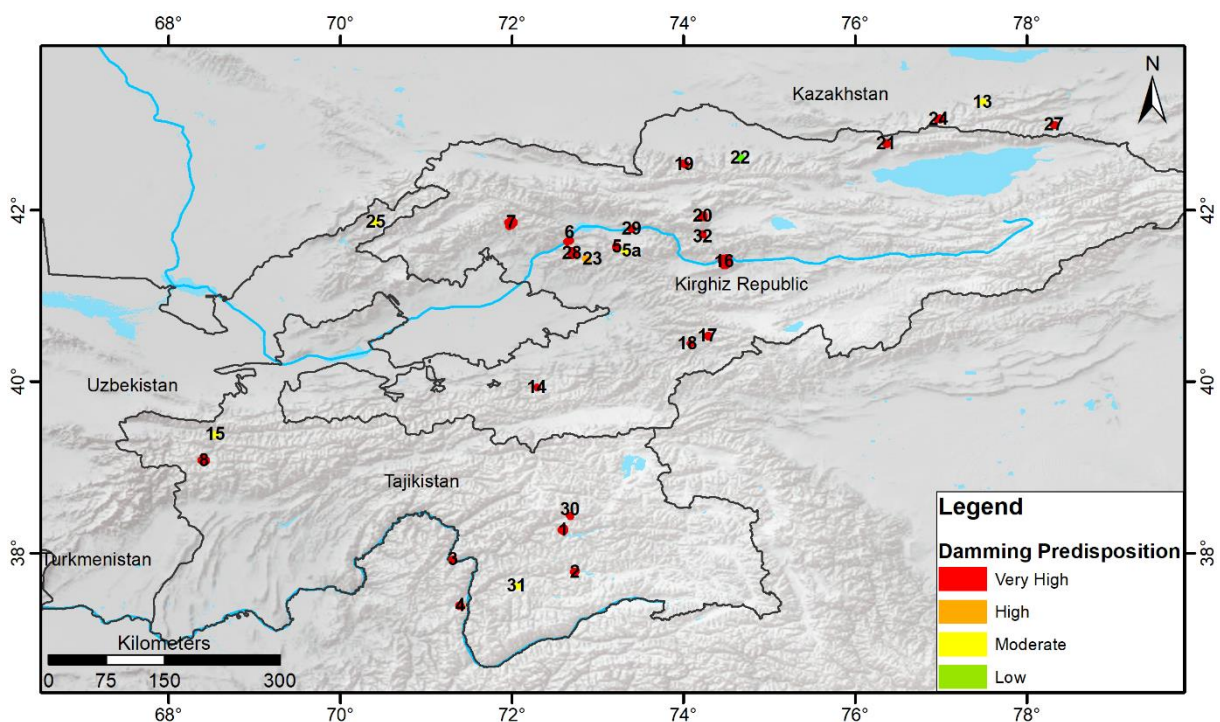 68° 70° 72° 74° 76° 78°
N
Kazakhstan
13
24
27
21
19
22
42° 42°
25
7
20
6
29
32
5
5a
28
23
16
Kirghiz Republic
17
18
40° 40°
Uzbekistan
14
15
8
Tajikistan
30
1
38° 38°
Turkmenistan
3
2
31
4
Legend
Damming Predisposition
Very High
High
Moderate
Low
Kilometers
0 75 150 300
68° 70° 72° 74° 76° 78°